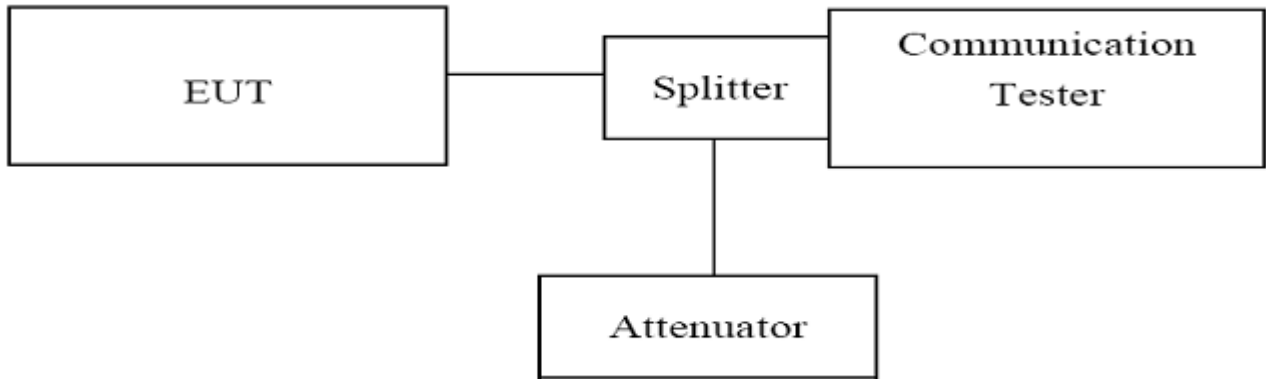 EUT
Splitter
Communication
Tester
Attenuator